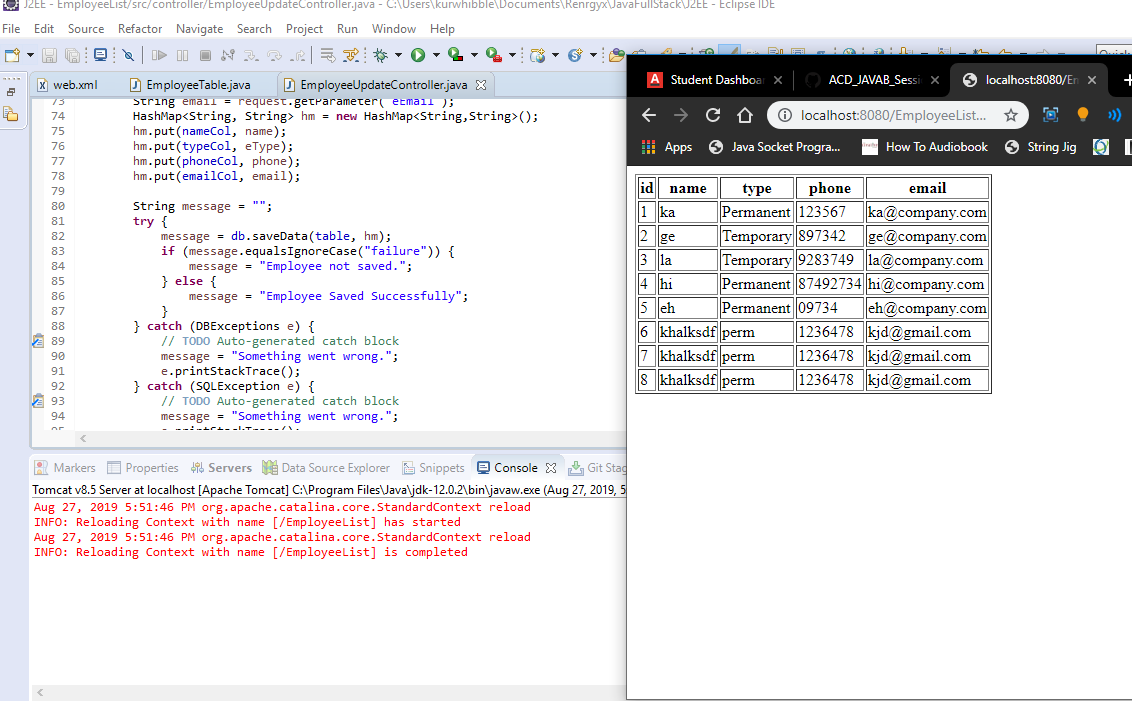 J2EE - EmployeeList/src/controller/EmployeeUpdateController.java - C:\Users\kurwhibble\Documents\Renrgyx\JavaFullStack\J2EE - Eclipse IDE
File Edit Source Refactor Navigate Search Project Run Window Help
web.xml EmployeeTable.java EmployeeUpdateController.java
73 String email = request.getParameter("eEmail");
74 HashMap<String, String> hm = new HashMap<String,String>();
75 hm.put(nameCol, name);
76 hm.put(typeCol, eType);
77 hm.put(phoneCol, phone);
78 hm.put(emailCol, email);
79
80 String message = "";
81 try {
82 message = db.saveData(table, hm);
83 if (message.equalsIgnoreCase("failure")) {
84 message = "Employee not saved.";
85 } else {
86 message = "Employee Saved Successfully";
87 }
88 } catch (DBExceptions e) {
89 // TODO Auto-generated catch block
90 message = "Something went wrong.";
91 e.printStackTrace();
92 } catch (SQLException e) {
93 // TODO Auto-generated catch block
94 message = "Something went wrong.";
95 e.printStackTrace();
Markers Properties Servers Data Source Explorer Snippets Console Git Stag
Tomcat v8.5 Server at localhost [Apache Tomcat] C:\Program Files\Java\jdk-12.0.2\bin\javaw.exe (Aug 27, 2019, 5
Aug 27, 2019 5:51:46 PM org.apache.catalina.core.StandardContext reload
INFO: Reloading Context with name [/EmployeeList] has started
Aug 27, 2019 5:51:46 PM org.apache.catalina.core.StandardContext reload
INFO: Reloading Context with name [/EmployeeList] is completed
Student Dashboa ACD_JAVAB_Sessi localhost:8080/En
localhost:8080/EmployeeList...
Apps Java Socket Progra... How To Audiobook String Jig
id name type phone email
1 ka Permanent 123567 ka@company.com
2 ge Temporary 897342 ge@company.com
3 la Temporary 9283749 la@company.com
4 hi Permanent 87492734 hi@company.com
5 eh Permanent 09734 eh@company.com
6 khalksdf perm 1236478 kjd@gmail.com
7 khalksdf perm 1236478 kjd@gmail.com
8 khalksdf perm 1236478 kjd@gmail.com